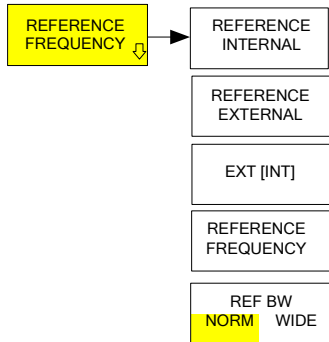 REFERENCE
FREQUENCY
REFERENCE
INTERNAL
REFERENCE
EXTERNAL
EXT [INT]
REFERENCE
FREQUENCY
REF BW
NORM WIDE